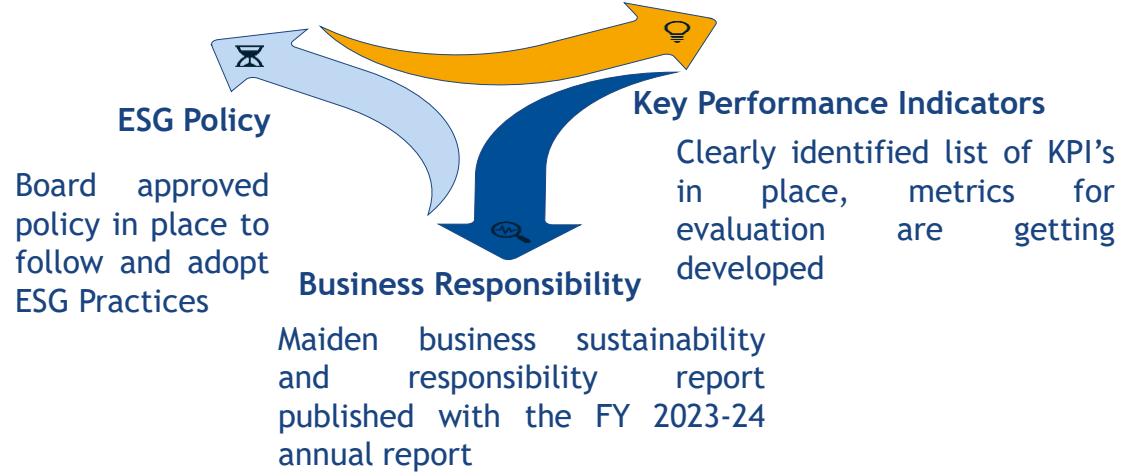 ESG Policy
Board approved
policy in place to
follow and adopt
ESG Practices
Key Performance Indicators
Clearly identified list of KPI’s
in place, metrics for
evaluation are getting
developed
Business Responsibility
Maiden business sustainability
and responsibility report
published with the FY 2023-24
annual report